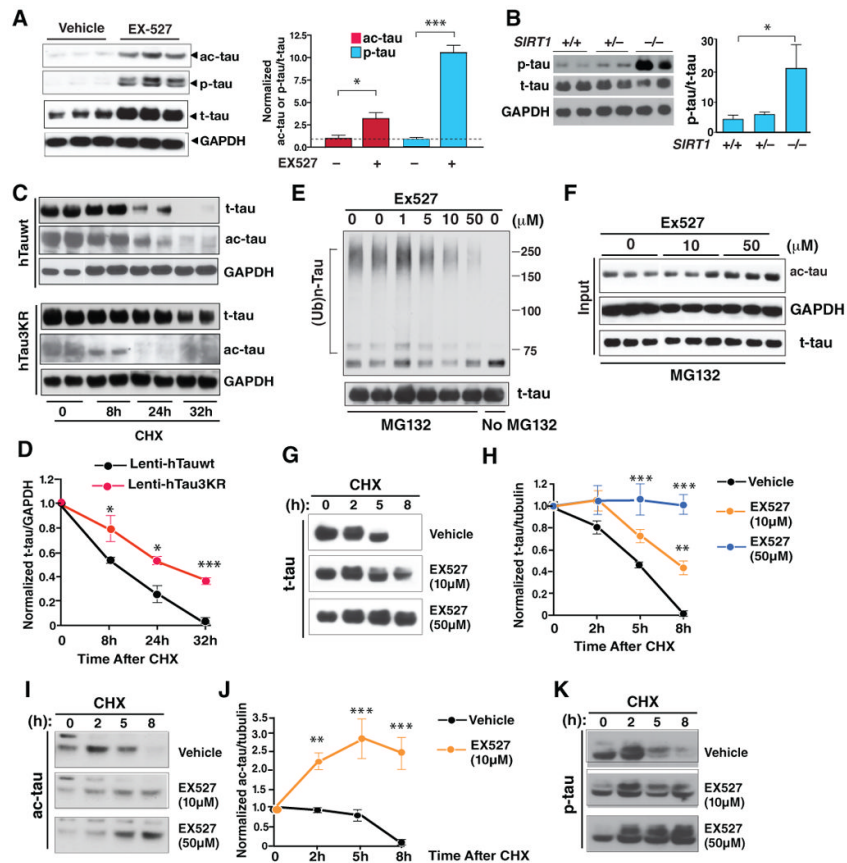 A
Vehicle EX-527
ac-tau
p-tau
t-tau
GAPDH
Normalized
ac-tau or p-tau/t-tau
12.5
10.0
7.5
5.0
2.5
0
ac-tau
p-tau
*
***
EX527 – + – +
B
SIRT1 +/+ +/– –/–
p-tau
t-tau
GAPDH
p-tau/t-tau
30
20
10
0
*
SIRT1 +/+ +/– –/–
C
hTauwt
t-tau
ac-tau
GAPDH
hTau3KR
t-tau
ac-tau
GAPDH
0 8h 24h 32h
CHX
E
Ex527
0 0 1 5 10 50 0 (µM)
(Ub)n-Tau
250
150
100
75
t-tau
MG132 No MG132
F
Ex527
0 10 50 (µM)
Input
ac-tau
GAPDH
t-tau
MG132
D
Lenti-hTauwt
Lenti-hTau3KR
Normalized t-tau/GAPDH
1.2
1.0
0.8
0.6
0.4
0.2
0
*
*
***
0 8h 24h 32h
Time After CHX
G
CHX
(h): 0 2 5 8
t-tau
Vehicle
EX527
(10µM)
EX527
(50µM)
H
Normalized t-tau/tubulin
1.2
1.0
0.8
0.6
0.4
0.2
0
***
***
**
0 2h 5h 8h
Time After CHX
Vehicle
EX527
(10µM)
EX527
(50µM)
I
CHX
(h): 0 2 5 8
ac-tau
Vehicle
EX527
(10µM)
EX527
(50µM)
J
Normalized ac-tau/tubulin
3.5
3.0
2.5
2.0
1.5
1.0
0.5
0
**
***
***
0 2h 5h 8h Time After CHX
Vehicle
EX527
(10µM)
K
CHX
(h): 0 2 5 8
p-tau
Vehicle
EX527
(10µM)
EX527
(50µM)